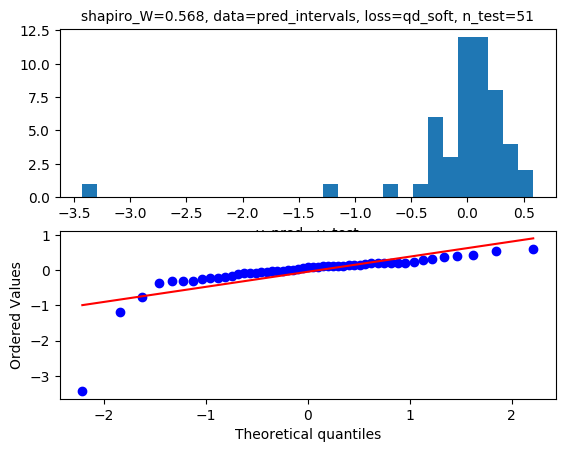 shapiro_W=0.568, data=pred_intervals, loss=qd_soft, n_test=51
12.5
10.0
7.5
5.0
2.5
0.0
−3.5 −3.0 −2.5 −2.0 −1.5 −1.0 −0.5 0.0 0.5
1
0
−1
−2
−3
Ordered Values
−2 −1 0 1 2
Theoretical quantiles